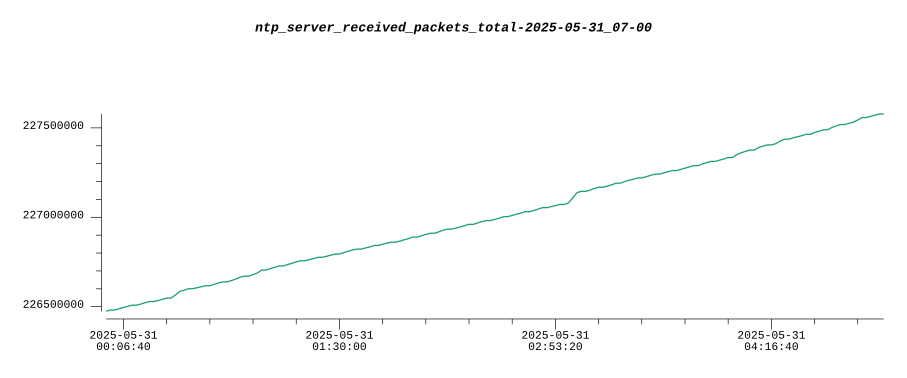 ntp_server_received_packets_total-2025-05-31_07-00
227500000
227000000
226500000
2025-05-31 2025-05-31 2025-05-31 2025-05-31
00:06:40 01:30:00 02:53:20 04:16:40